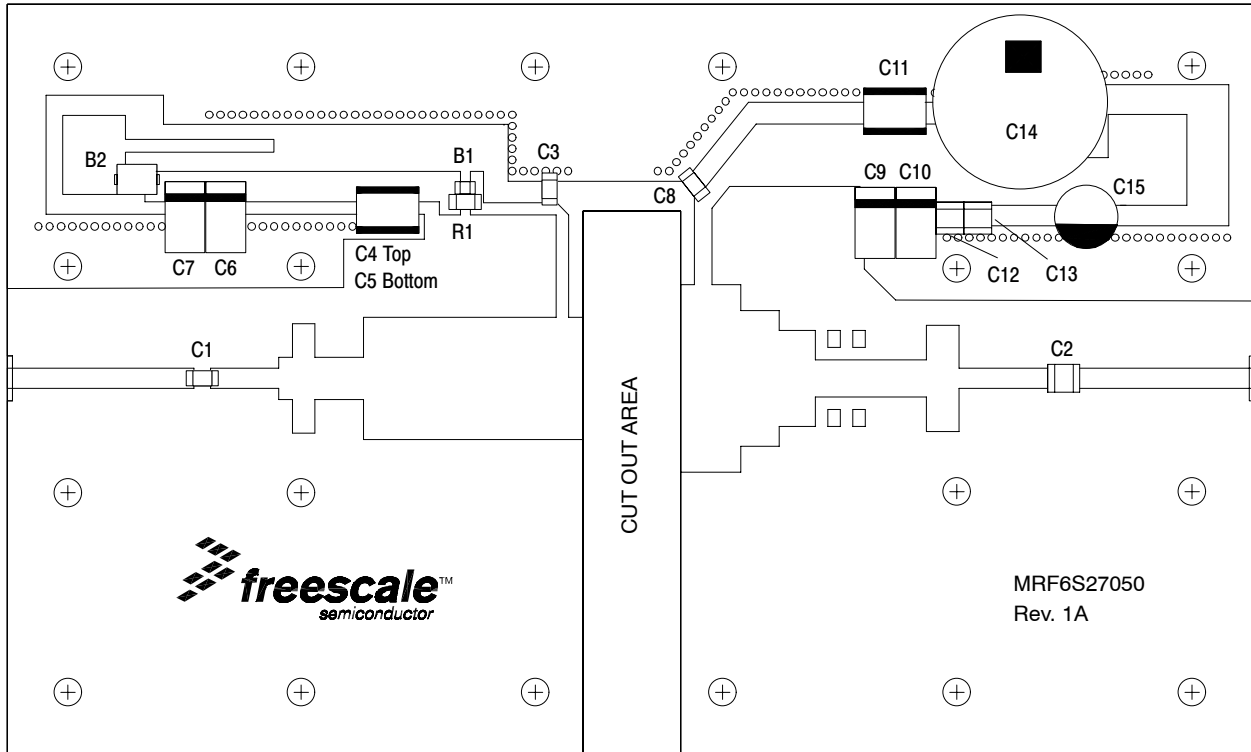 C11
C14
B2
B1
C3
C8
C9 C10
C15
R1
C7 C6
C4 Top
C5 Bottom
C12
C13
C1
C2
CUT OUT AREA
freescale™
semiconductor
MRF6S27050
Rev. 1A